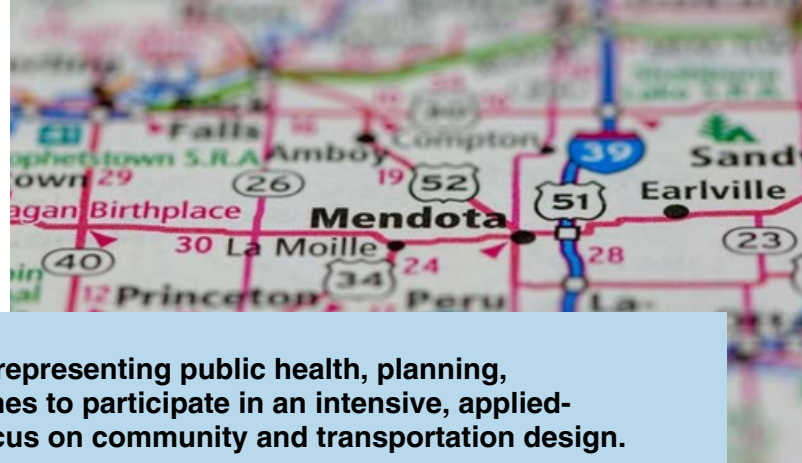 Falls
Amboy
Compton
39
Sand
ophetstown S.R.A.
own
29
26
19
52
51
Earlville
agan Birthplace
Mendota
30
La Moille
40
34
24
28
23
12
Princeton
Peru
La-
representing public health, planning,
nes to participate in an intensive, applied-
cus on community and transportation design.